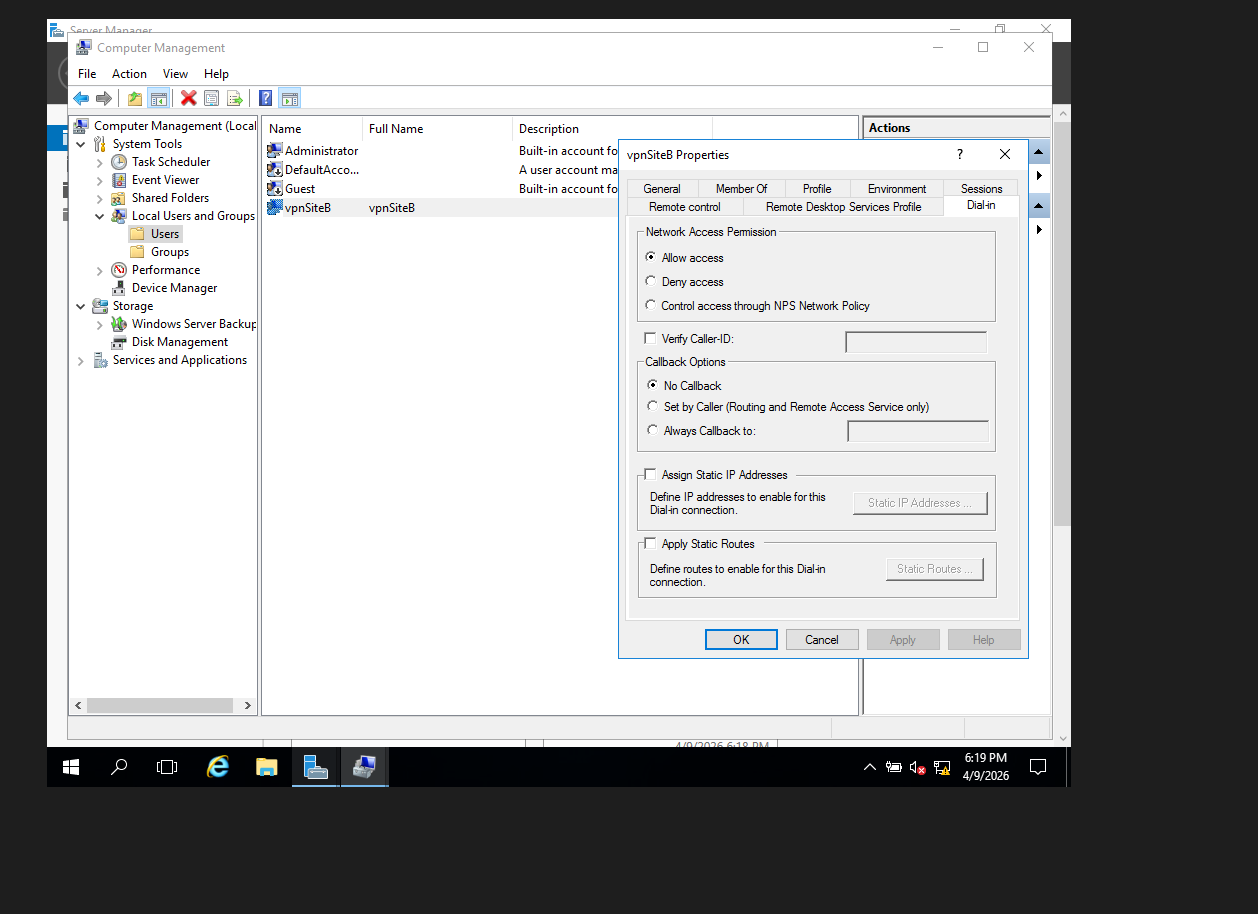 Server Manager
Computer Management
File Action View Help
Computer Management (Local
System Tools
Task Scheduler
Event Viewer
Shared Folders
Local Users and Groups
Users
Groups
Performance
Device Manager
Storage
Windows Server Backup
Disk Management
Services and Applications
Name Full Name Description
Administrator Built-in account fo
DefaultAcco... A user account ma
Guest Built-in account fo
vpnSiteB vpnSiteB
Actions
vpnSiteB Properties
General Member Of Profile Environment Sessions
Remote control Remote Desktop Services Profile Dial-in
Network Access Permission
Allow access
Deny access
Control access through NPS Network Policy
Verify Caller-ID:
Callback Options
No Callback
Set by Caller (Routing and Remote Access Service only)
Always Callback to:
Assign Static IP Addresses
Define IP addresses to enable for this
Dial-in connection.
Static IP Addresses ...
Apply Static Routes
Define routes to enable for this Dial-in
connection.
Static Routes ...
OK Cancel Apply Help
4/9/2026 6:18 PM
6:19 PM
4/9/2026